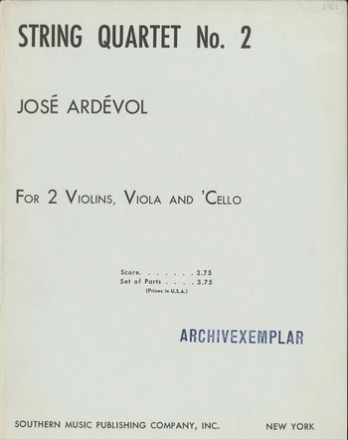 STRING QUARTET No. 2
JOSÉ ARDÉVOL
FOR 2 VIOLINS, VIOLA AND 'CELLO
Score. . . . . . . 2.75
Set of Parts . . . . 3.75
(Prices in U.S.A.)
ARCHIVEXEMPLAR
SOUTHERN MUSIC PUBLISHING COMPANY, INC. NEW YORK